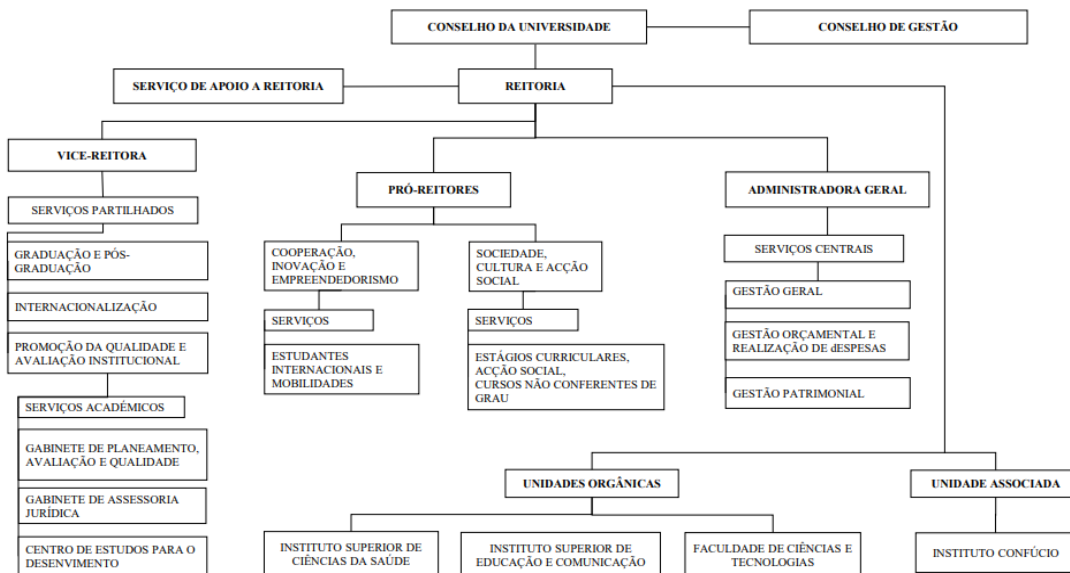 CONSELHO DA UNIVERSIDADE
CONSELHO DE GESTÃO
SERVIÇO DE APOIO A REITORIA
REITORIA
VICE-REITORA
SERVIÇOS PARTILHADOS
GRADUAÇÃO E PÓS-
GRADUAÇÃO
INTERNACIONALIZAÇÃO
PROMOÇÃO DA QUALIDADE E
AVALIAÇÃO INSTITUCIONAL
SERVIÇOS ACADÉMICOS
GABINETE DE PLANEAMENTO,
AVALIAÇÃO E QUALIDADE
GABINETE DE ASSESSORIA
JURÍDICA
CENTRO DE ESTUDOS PARA O
DESENVIMENTO
PRÓ-REITORES
COOPERAÇÃO,
INOVAÇÃO E
EMPREENDEDORISMO
SERVIÇOS
ESTUDANTES
INTERNACIONAIS E
MOBILIDADES
SOCIEDADE,
CULTURA E ACÇÃO
SOCIAL
SERVIÇOS
ESTÁGIOS CURRICULARES,
ACÇÃO SOCIAL,
CURSOS NÃO CONFERENTES DE
GRAU
ADMINISTRADORA GERAL
SERVIÇOS CENTRAIS
GESTÃO GERAL
GESTÃO ORÇAMENTAL E
REALIZAÇÃO DE dESPESAS
GESTÃO PATRIMONIAL
UNIDADES ORGÂNICAS
INSTITUTO SUPERIOR DE
CIÊNCIAS DA SAÚDE
INSTITUTO SUPERIOR DE
EDUCAÇÃO E COMUNICAÇÃO
FACULDADE DE CIÊNCIAS E
TECNOLOGIAS
UNIDADE ASSOCIADA
INSTITUTO CONFÚCIO